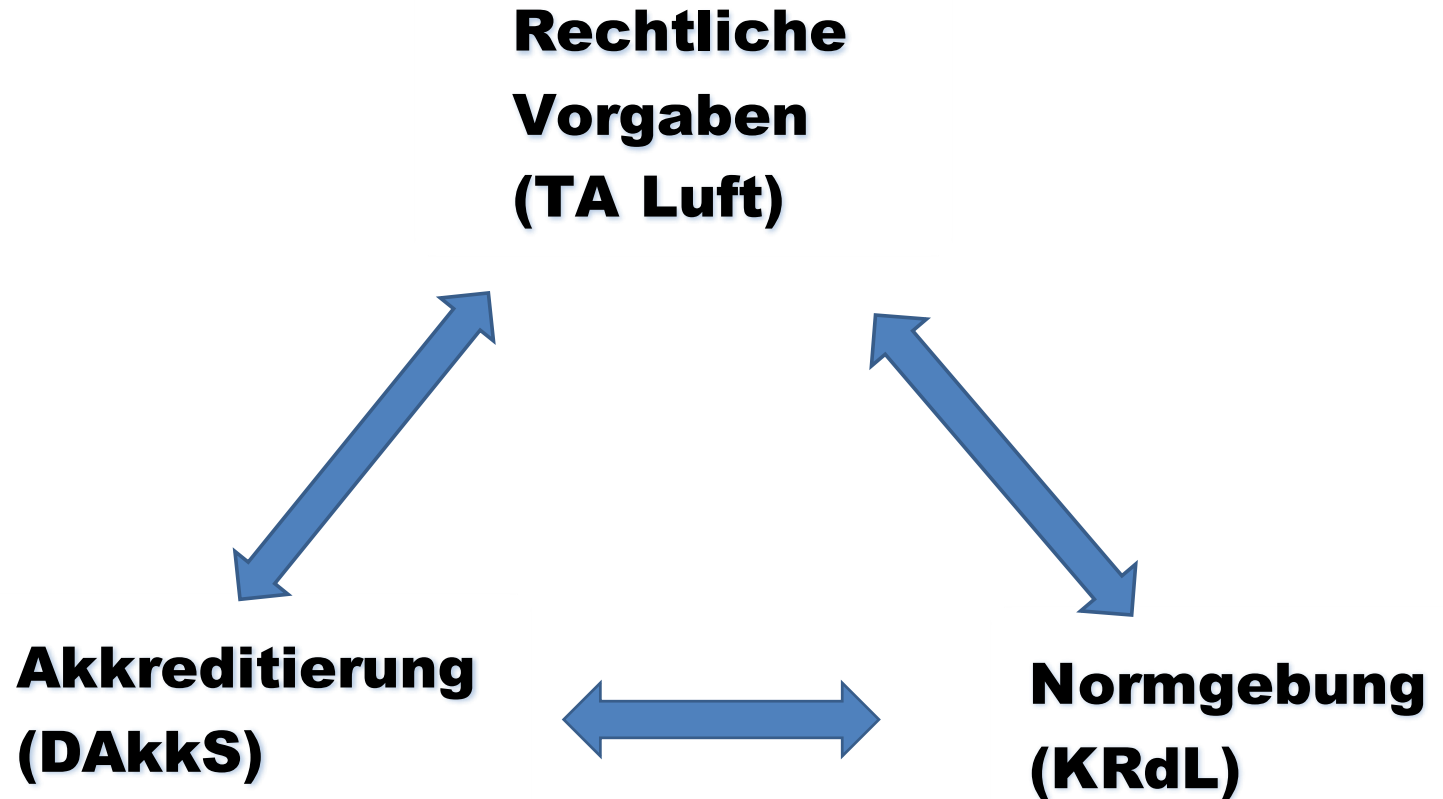 Rechtliche
Vorgaben
(TA Luft)
Akkreditierung
(DAkkS)
Normgebung
(KRdL)